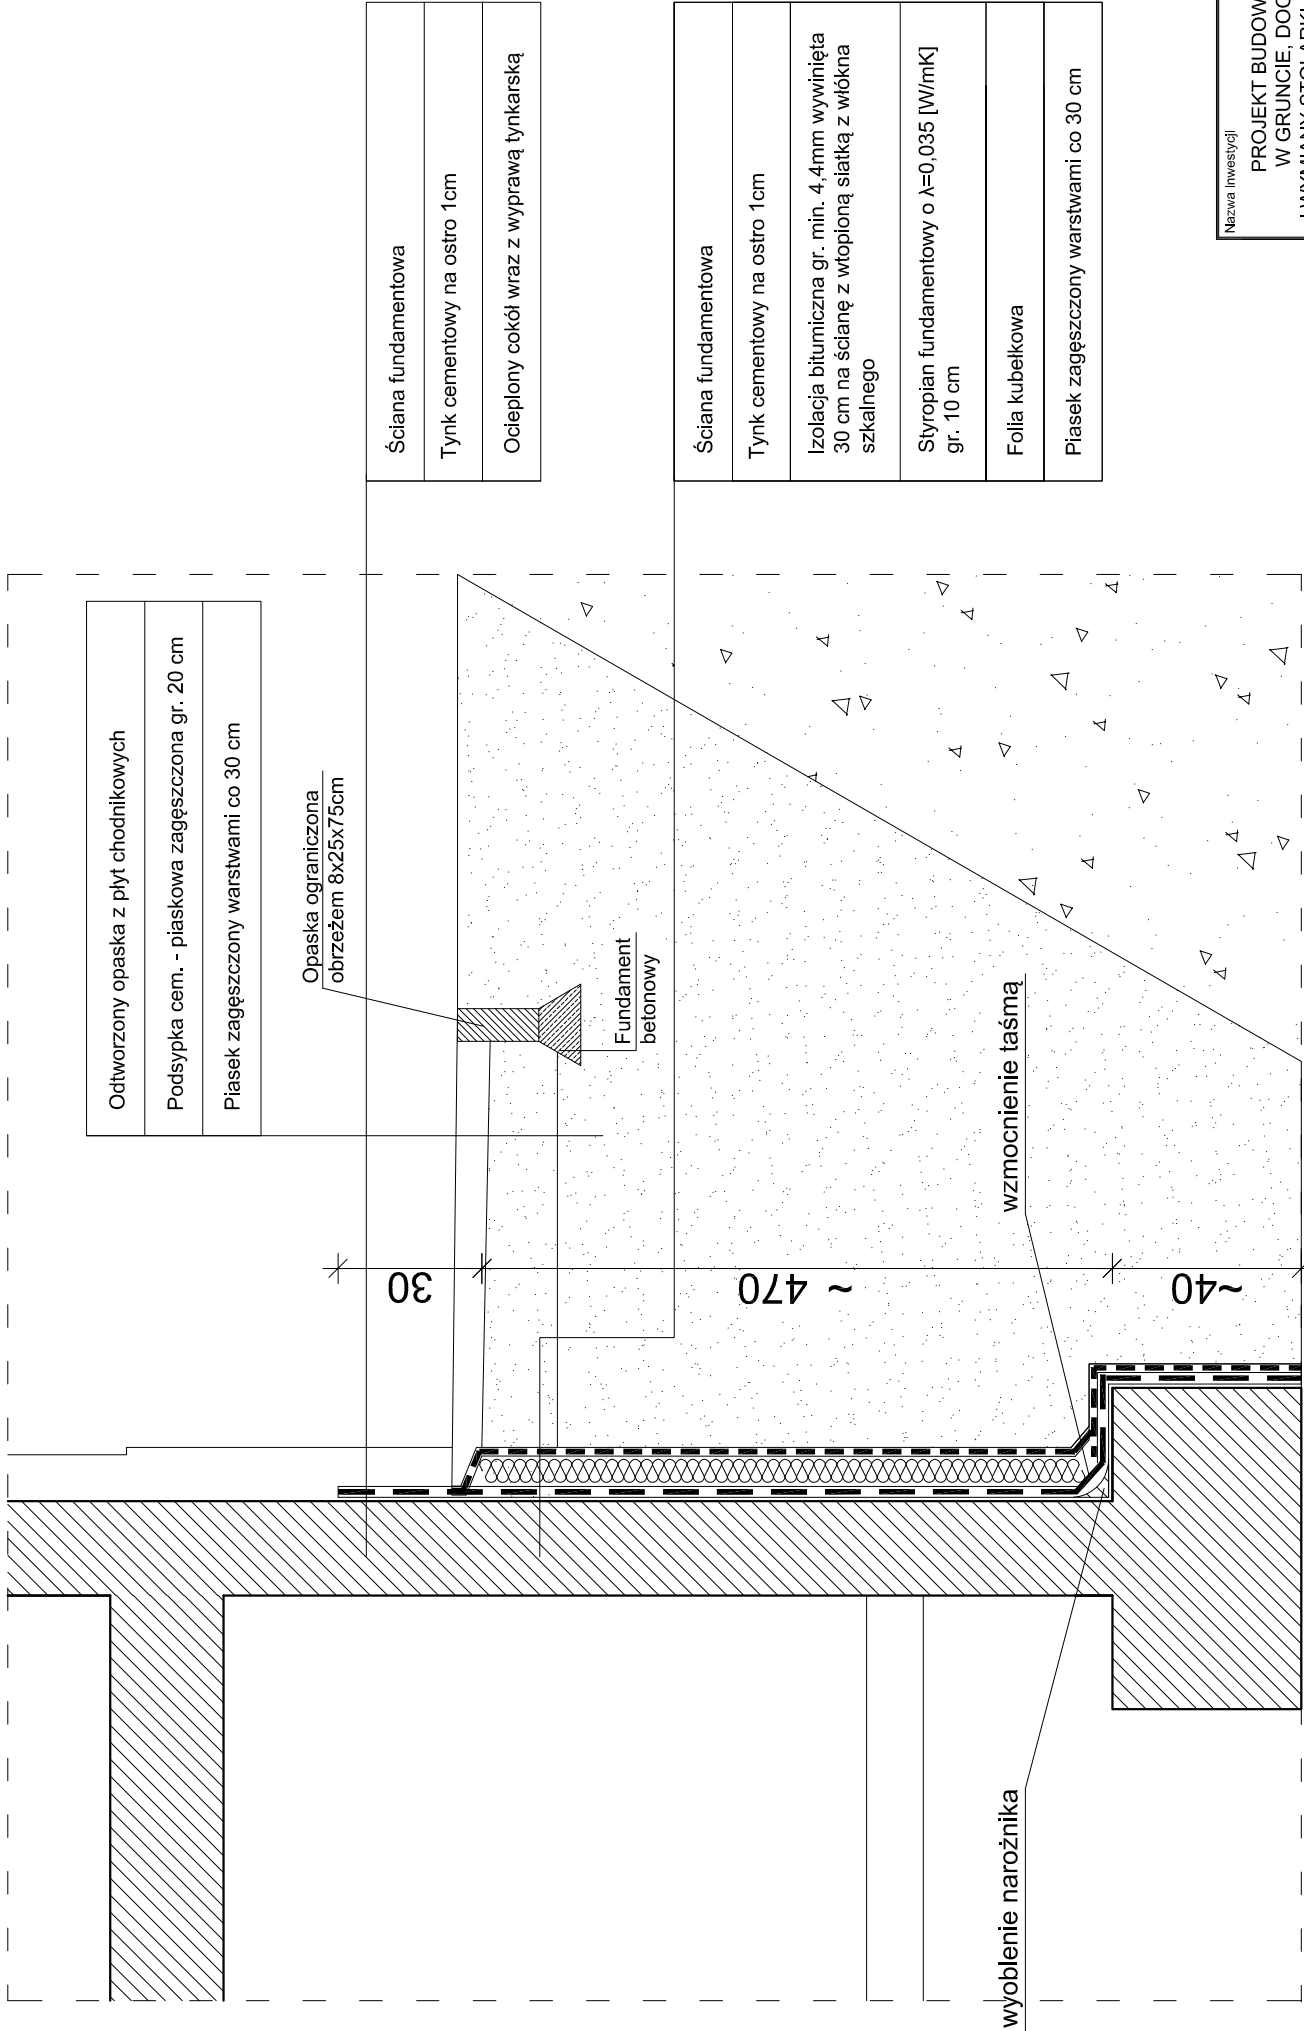 Odtworzony opaska z płyt chodnikowych
Podsypka cem. - piaskowa zagęszczona gr. 20 cm
Piasek zagęszczony warstwami co 30 cm
Opaska ograniczona
obrzeżem 8x25x75cm
Ściana fundamentowa
Tynk cementowy na ostro 1cm
Ocieplony cokół wraz z wyprawą tynkarską
Fundament
betonowy
Ściana fundamentowa
Tynk cementowy na ostro 1cm
Izolacja bitumiczna gr. min. 4,4mm wywinięta
30 cm na ścianę z wtopioną siatką z włókna
szkalnego
Styropian fundamentowy o λ=0,035 [W/mK]
gr. 10 cm
Folia kubełkowa
Piasek zagęszczony warstwami co 30 cm
30
~ 470
~40
wzmocnienie taśmą
wyoblenie narożnika
Nazwa Inwestycji
PROJEKT BUDOW
W GRUNCIE, DOC
I WYMIANY STOLARKI